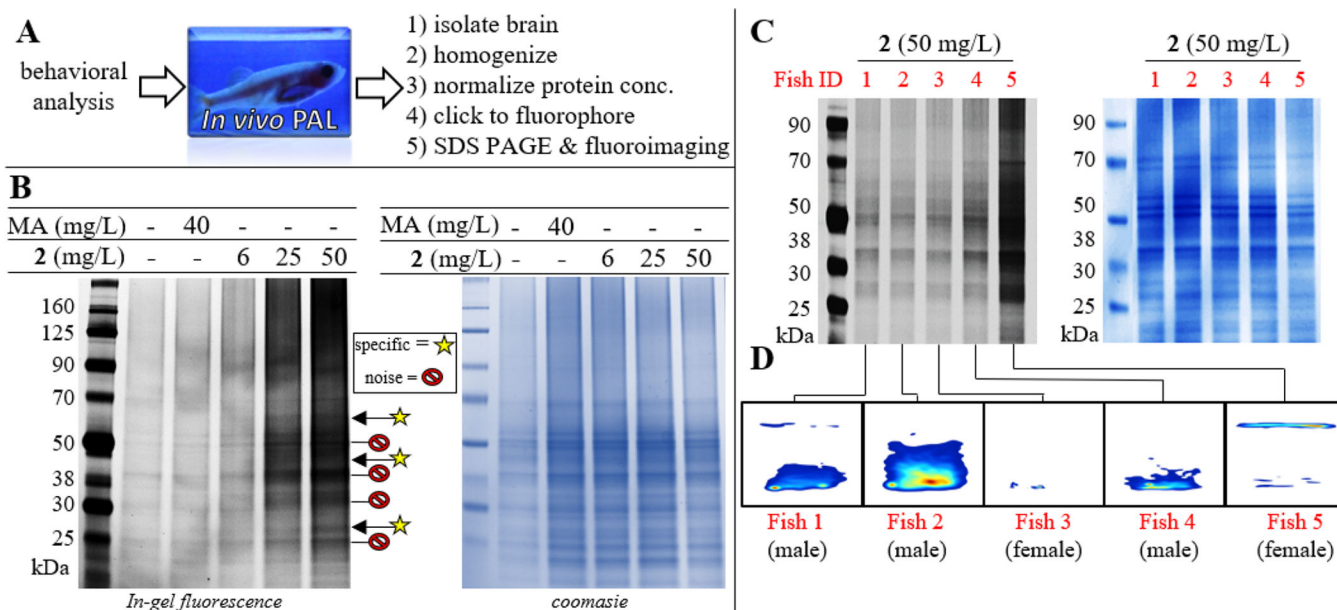 A
behavioral
analysis
In vivo PAL
1) isolate brain
2) homogenize
3) normalize protein conc.
4) click to fluorophore
5) SDS PAGE & fluoroimaging
B
MA (mg/L) - 40 - - -
2 (mg/L) - - 6 25 50
160
125
90
70
50
38
30
25
kDa
In-gel fluorescence
specific =
noise =
- 40 - - -
2 (mg/L) - - 6 25 50
MA (mg/L)
coomasie
C
2 (50 mg/L)
Fish ID 1 2 3 4 5
90
70
50
38
30
25
kDa
2 (50 mg/L)
1 2 3 4 5
90
70
50
38
30
25
kDa
D
Fish 1
(male)
Fish 2
(male)
Fish 3
(female)
Fish 4
(male)
Fish 5
(female)